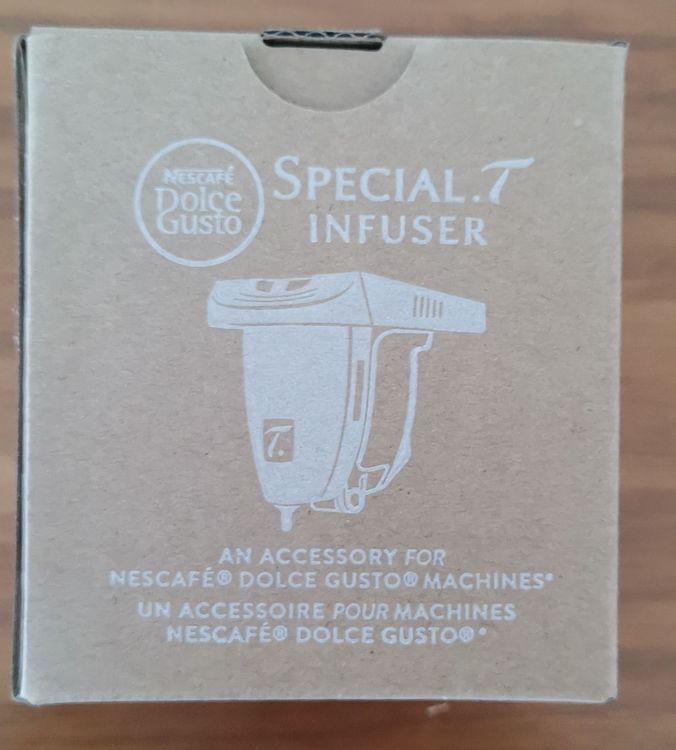 NESCAFÉ
Dolce
Gusto
SPECIAL.T
INFUSER
T.
AN ACCESSORY FOR
NESCAFÉ® DOLCE GUSTO® MACHINES*
UN ACCESSOIRE POUR MACHINES
NESCAFÉ® DOLCE GUSTO®*